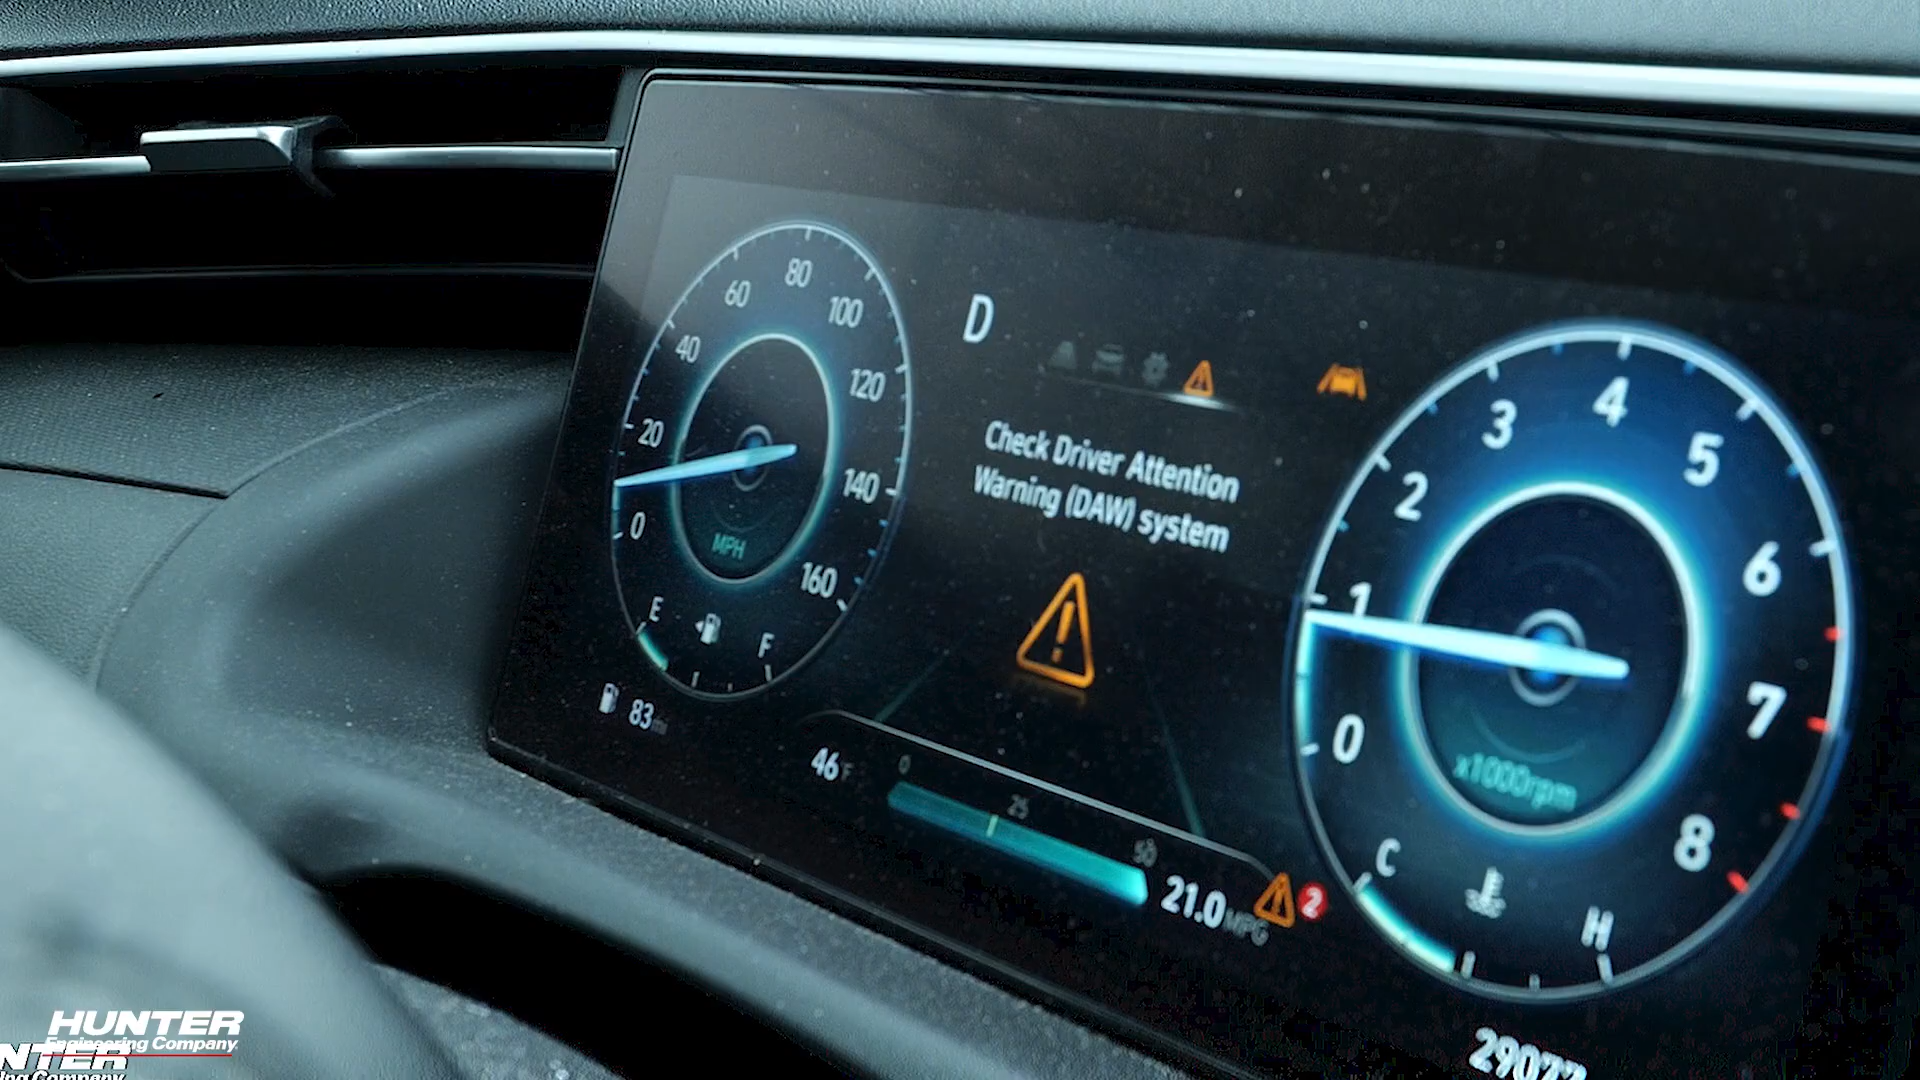 80
60
100
40
120
20
140
0
MPH
160
E
F
83
D
Check Driver Attention
Warning (DAW) system
46°F
0
25
50
21.0 MPG
2
4
3
5
2
6
1
7
0
x1000rpm
8
C
H
HUNTER
Engineering Company